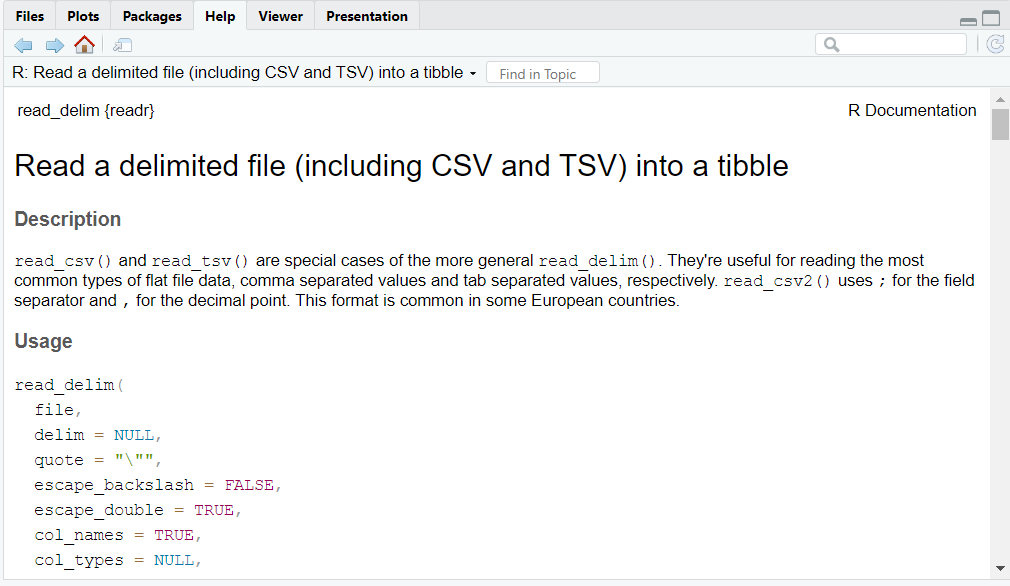 Files Plots Packages Help Viewer Presentation
R: Read a delimited file (including CSV and TSV) into a tibble Find in Topic
read_delim {readr} R Documentation
Read a delimited file (including CSV and TSV) into a tibble
Description
read_csv() and read_tsv() are special cases of the more general read_delim(). They're useful for reading the most
common types of flat file data, comma separated values and tab separated values, respectively. read_csv2() uses ; for the field
separator and , for the decimal point. This format is common in some European countries.
Usage
read_delim(
  file,
  delim = NULL,
  quote = "\"",
  escape_backslash = FALSE,
  escape_double = TRUE,
  col_names = TRUE,
  col_types = NULL,